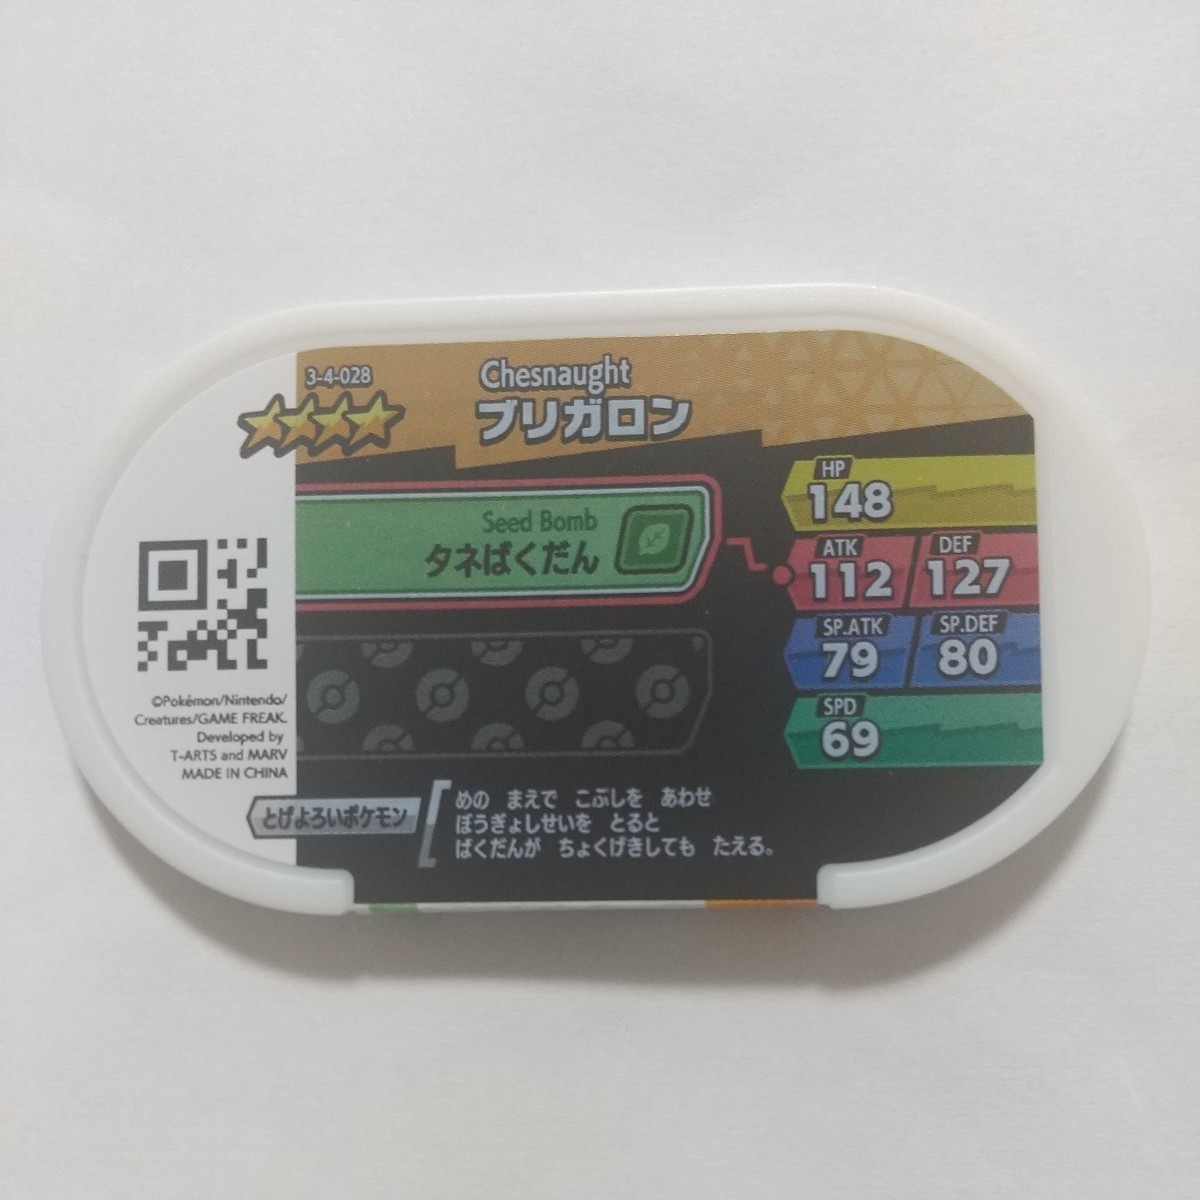 3-4-028
Chesnaught
ブリガロン
Seed Bomb
タネばくだん
HP
148
ATK
112
DEF
127
SP.ATK
79
SP.DEF
80
SPD
69
©Pokémon/Nintendo/
Creatures/GAME FREAK.
Developed by
T-ARTS and MARV
MADE IN CHINA
とげよろいポケモン
めの まえで こぶしを あわせ
ぼうぎょしせいを とると
ばくだんが ちょくげきしても たえる。